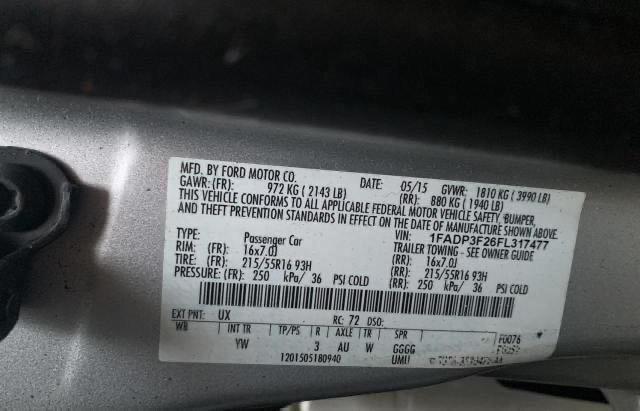 MFD. BY FORD MOTOR CO.
DATE: 05/15 GVWR: 1810 KG ( 3990 LB)
GAWR: (FR): 972 KG ( 2143 LB) (RR): 880 KG ( 1940 LB)
THIS VEHICLE CONFORMS TO ALL APPLICABLE FEDERAL MOTOR VEHICLE SAFETY, BUMPER,
AND THEFT PREVENTION STANDARDS IN EFFECT ON THE DATE OF MANUFACTURE SHOWN ABOVE.
VIN: 1FADP3F26FL317477
TYPE: Passenger Car TRAILER TOWING - SEE OWNER GUIDE
RIM: (FR): 16x7.0J (RR): 16x7.0J
TIRE: (FR): 215/55R16 93H (RR): 215/55R16 93H
PRESSURE: (FR): 250 kPa/ 36 PSI COLD (RR): 250 kPa/ 36 PSI COLD
EXT PNT: UX RC: 72 DSO: F0076
WB INT TR TP/PS R AXLE TR SPR
YW 3 AU W GGGG
1201505180940 UMIJ